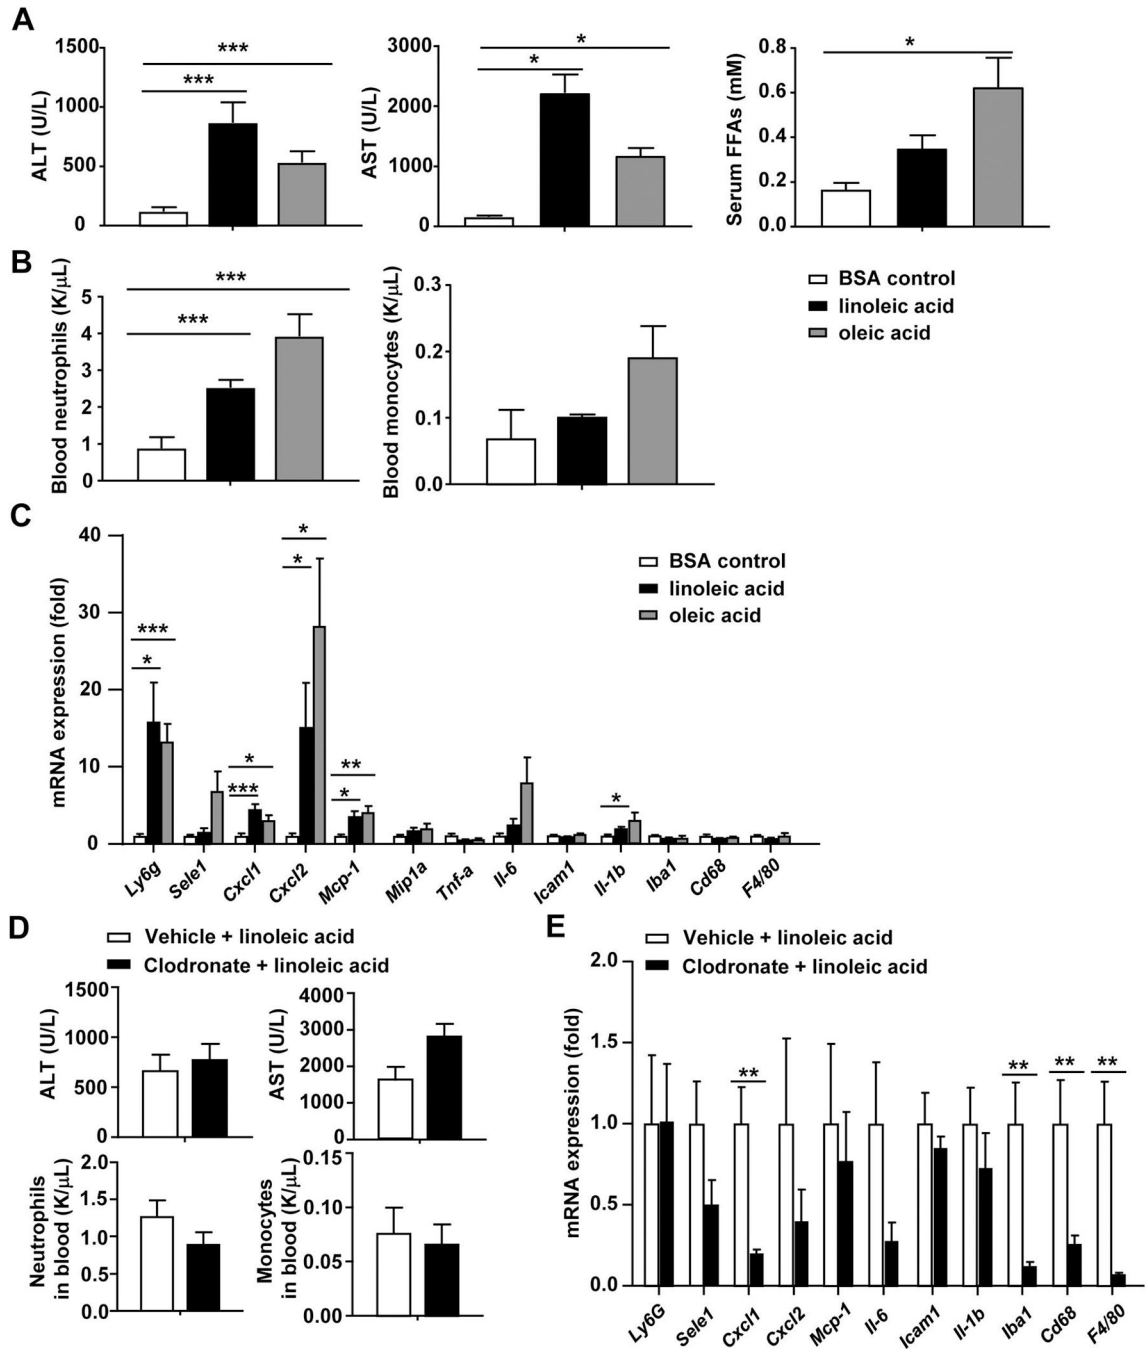 A
ALT (U/L)
1500
1000
500
0
***
***
AST (U/L)
3000
2000
1000
0
*
*
Serum FFAs (mM)
0.8
0.6
0.4
0.2
0.0
*
B
Blood neutrophils (K/μL)
5
4
3
2
1
0
***
***
Blood monocytes (K/μL)
0.3
0.2
0.1
0.0
BSA control
linoleic acid
oleic acid
C
mRNA expression (fold)
40
30
20
10
0
***
*
*
***
*
*
**
*
*
BSA control
linoleic acid
oleic acid
Ly6g
Sele1
Cxcl1
Cxcl2
Mcp-1
Mip1a
Tnf-a
Il-6
Icam1
Il-1b
Iba1
Cd68
F4/80
D
Vehicle + linoleic acid
Clodronate + linoleic acid
ALT (U/L)
1500
1000
500
0
AST (U/L)
4000
3000
2000
1000
0
Neutrophils
in blood (K/μL)
2.0
1.5
1.0
0.5
0.0
Monocytes
in blood (K/μL)
0.15
0.10
0.05
0.00
E
Vehicle + linoleic acid
Clodronate + linoleic acid
mRNA expression (fold)
2.0
1.5
1.0
0.5
0.0
**
**
**
**
Ly6G
Sele1
Cxcl1
Cxcl2
Mcp-1
Il-6
Icam1
Il-1b
Iba1
Cd68
F4/80